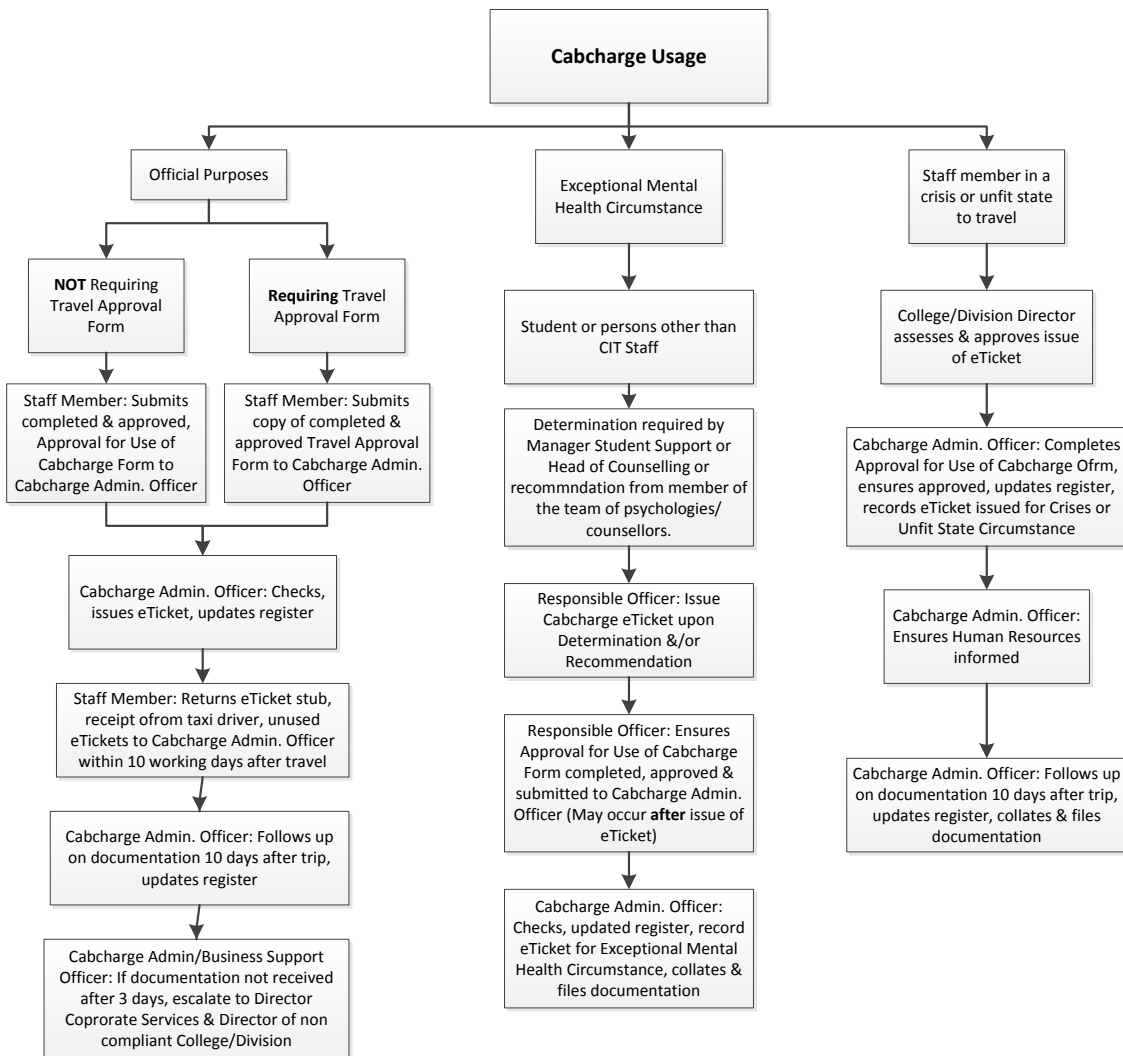 Cabcharge Usage
Official Purposes
NOT Requiring
Travel Approval
Form
Requiring Travel
Approval Form
Staff Member: Submits
completed & approved,
Approval for Use of
Cabcharge Form to
Cabcharge Admin. Officer
Staff Member: Submits
copy of completed &
approved Travel Approval
Form to Cabcharge Admin.
Officer
Cabcharge Admin. Officer: Checks,
issues eTicket, updates register
Staff Member: Returns eTicket stub,
receipt ofrom taxi driver, unused
eTickets to Cabcharge Admin. Officer
within 10 working days after travel
Cabcharge Admin. Officer: Follows up
on documentation 10 days after trip,
updates register
Cabcharge Admin/Business Support
Officer: If documentation not received
after 3 days, escalate to Director
Coprorate Services & Director of non
compliant College/Division
Exceptional Mental
Health Circumstance
Student or persons other than
CIT Staff
Determination required by
Manager Student Support or
Head of Counselling or
recommndation from member of
the team of psychologies/
counsellors.
Responsible Officer: Issue
Cabcharge eTicket upon
Determination &/or
Recommendation
Responsible Officer: Ensures
Approval for Use of Cabcharge
Form completed, approved &
submitted to Cabcharge Admin.
Officer (May occur after issue of
eTicket)
Cabcharge Admin. Officer:
Checks, updated register, record
eTicket for Exceptional Mental
Health Circumstance, collates &
files documentation
Staff member in a
crisis or unfit state
to travel
College/Division Director
assesses & approves issue
of eTicket
Cabcharge Admin. Officer: Completes
Approval for Use of Cabcharge Ofrm,
ensures approved, updates register,
records eTicket issued for Crises or
Unfit State Circumstance
Cabcharge Admin. Officer:
Ensures Human Resources
informed
Cabcharge Admin. Officer: Follows up
on documentation 10 days after trip,
updates register, collates & files
documentation